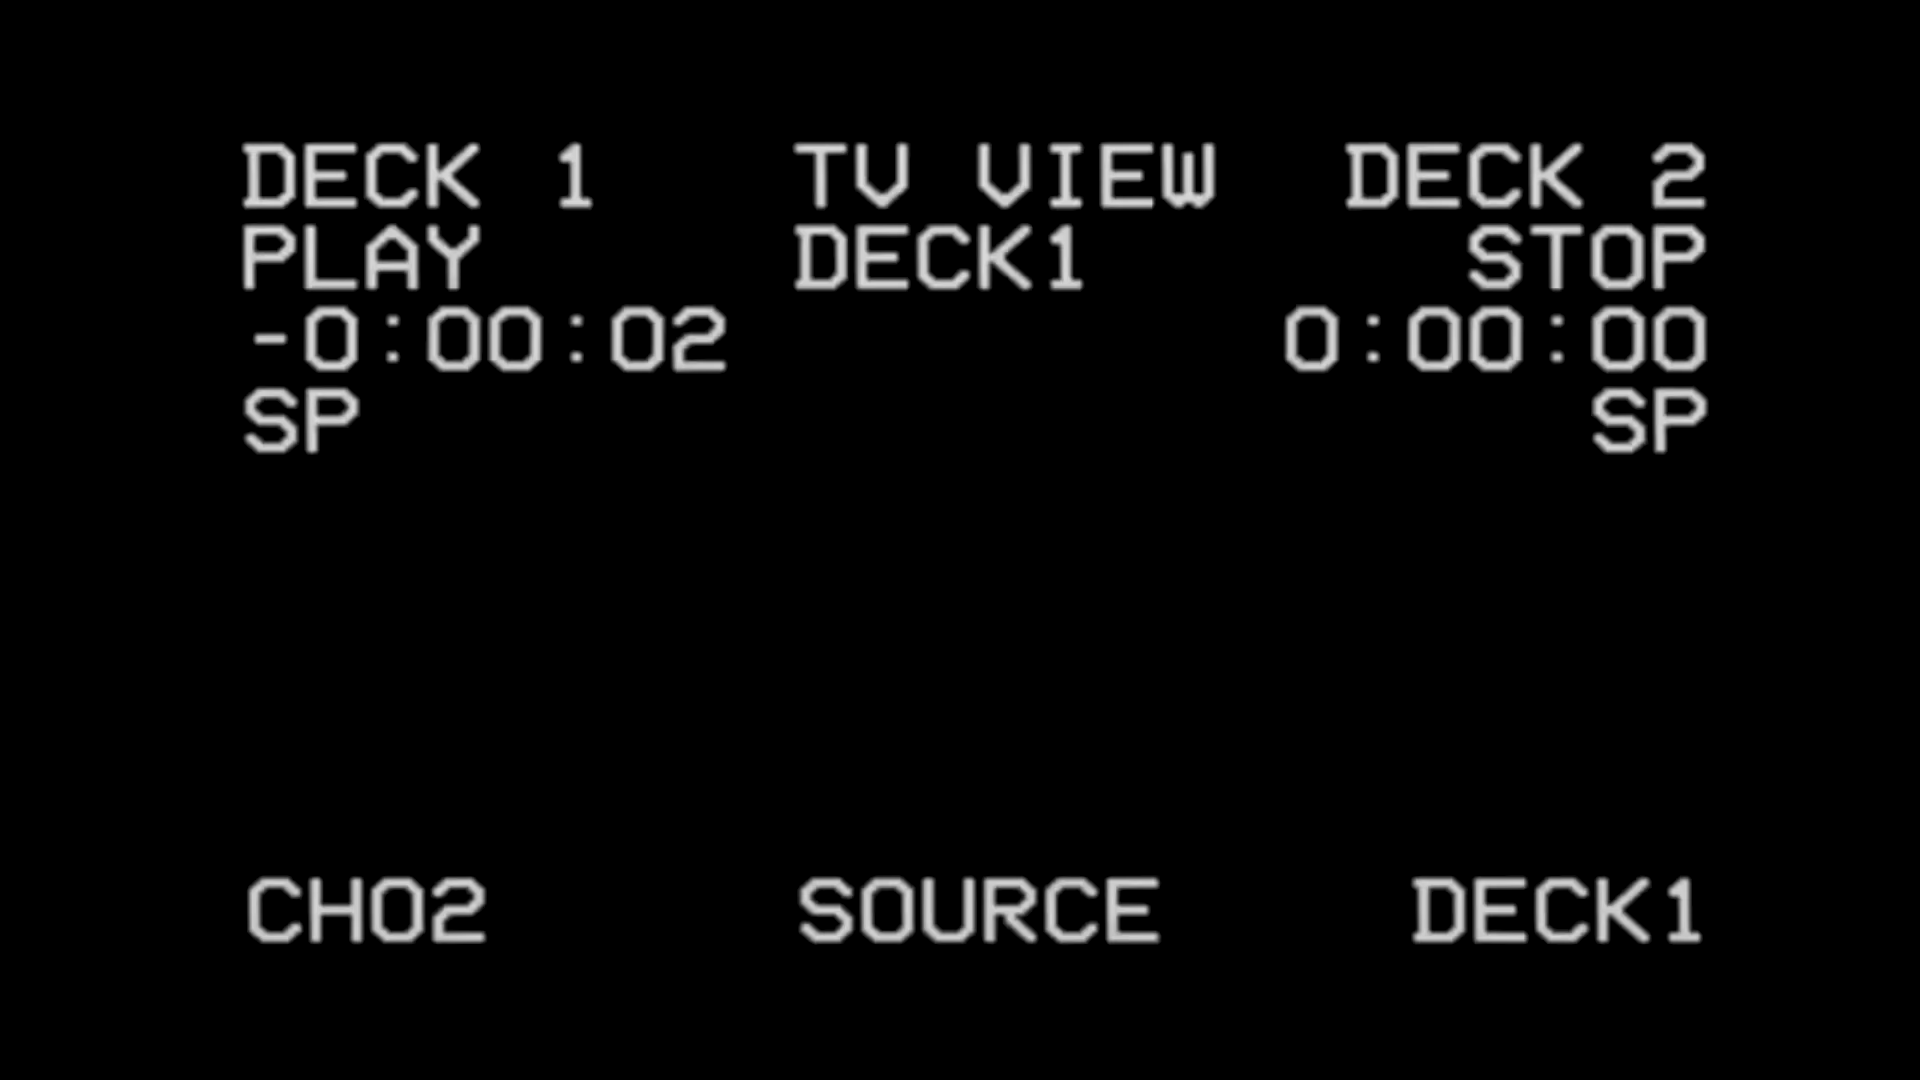 DECK 1 TV VIEW DECK 2
PLAY DECK1 STOP
-0:00:02 0:00:00
SP SP
CH02 SOURCE DECK1